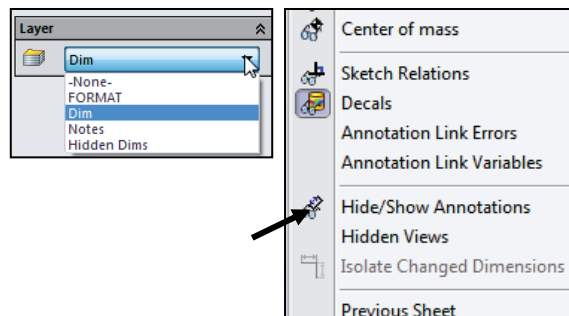 Layer
Dim
-None-
FORMAT
Dim
Notes
Hidden Dims
Center of mass
Sketch Relations
Decals
Annotation Link Errors
Annotation Link Variables
Hide/Show Annotations
Hidden Views
Isolate Changed Dimensions
Previous Sheet